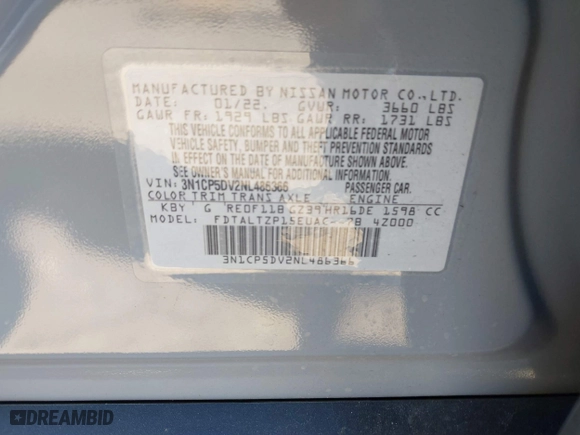 MANUFACTURED BY NISSAN MOTOR CO., LTD.
DATE: 01/22. GVWR: 3660 LBS
GAWR FR: 1929 LBS GAWR RR: 1731 LBS
THIS VEHICLE CONFORMS TO ALL APPLICABLE FEDERAL MOTOR
VEHICLE SAFETY, BUMPER AND THEFT PREVENTION STANDARDS
IN EFFECT ON THE DATE OF MANUFACTURE SHOWN ABOVE.
SEE OWNER'S MANUAL FOR ADDITIONAL INFORMATION.
VIN: 3N1CP5DV2NL486366 PASSENGER CAR.
COLOR TRIM TRANS AXLE ENGINE
KBY G RE0F11B GZ39 HR16DE 1598 CC
MODEL: FDTALTZP15EUAC- 42000
3N1CP5DV2NL486366
DREAMBID